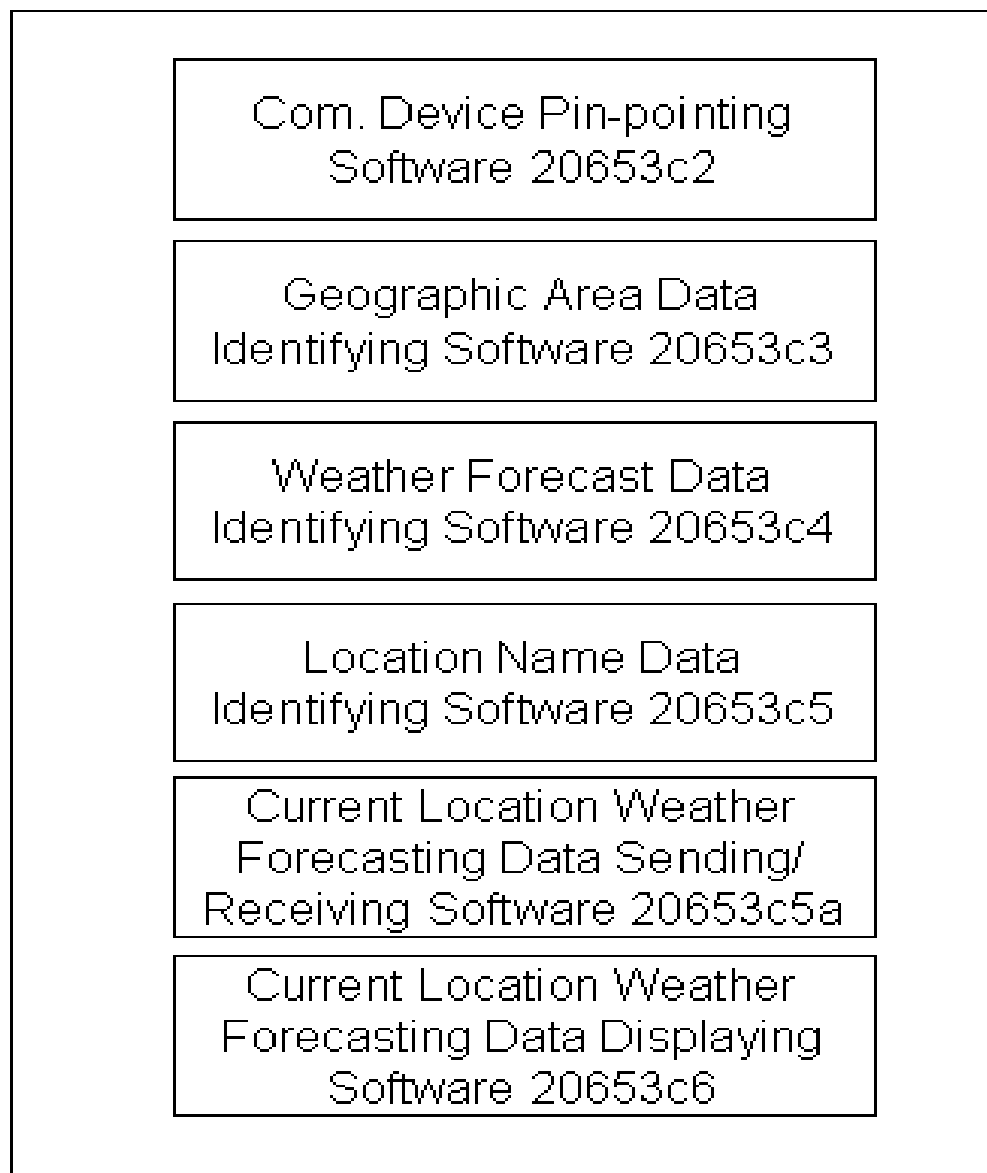 Com. Device Pin-pointing
Software 20653c2
Geographic Area Data
Identifying Software 20653c3
Weather Forecast Data
Identifying Software 20653c4
Location Name Data
Identifying Software 20653c5
Current Location Weather
Forecasting Data Sending/
Receiving Software 20653c5a
Current Location Weather
Forecasting Data Displaying
Software 20653c6